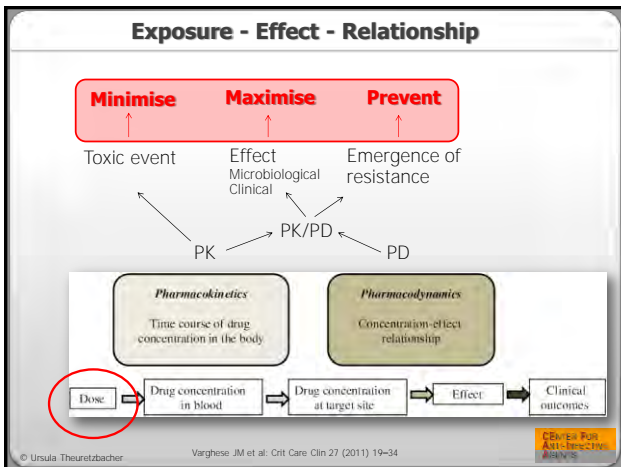 Exposure - Effect - Relationship
Minimise Maximise Prevent
Toxic event
Effect
Microbiological
Clinical
Emergence of
resistance
PK/PD
PK
PD
Pharmacokinetics
Time course of drug
concentration in the body
Pharmacodynamics
Concentration-effect
relationship
Dose
Drug concentration
in blood
Drug concentration
at target site
Effect
Clinical
outcomes
© Ursula Theuretzbacher
Varghese JM et al: Crit Care Clin 27 (2011) 19–34
CENTER FOR
ANTI-INFECTIVE
AGENTS